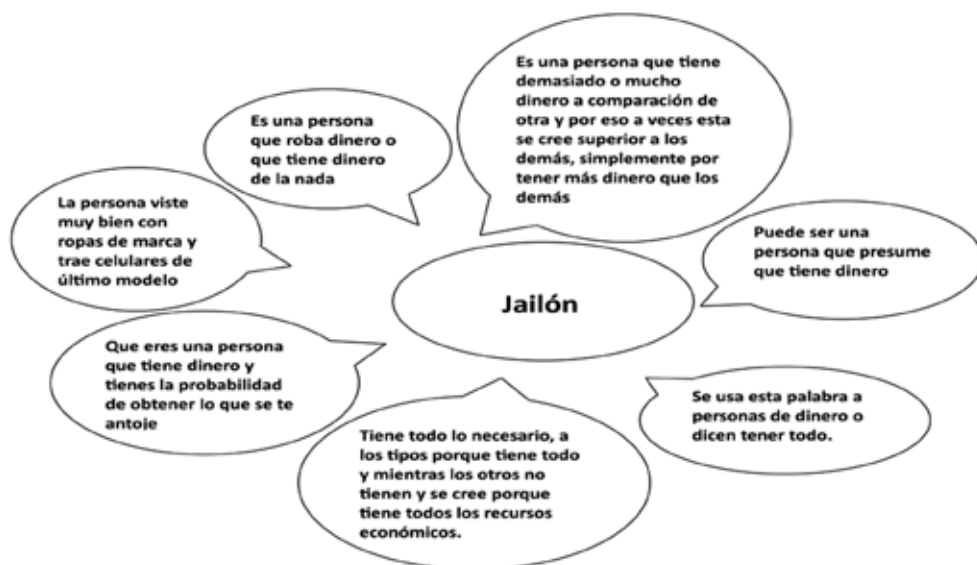 Es una persona que tiene
demasiado o mucho
dinero a comparación de
otra y por eso a veces esta
se cree superior a los
demás, simplemente por
tener más dinero que los
demás
Es una persona
que roba dinero o
que tiene dinero
de la nada
La persona viste
muy bien con
ropas de marca y
trae celulares de
último modelo
Puede ser una
persona que presume
que tiene dinero
Jailón
Que eres una persona
que tiene dinero y
tienes la probabilidad
de obtener lo que se te
antoje
Se usa esta palabra a
personas de dinero o
dicen tener todo.
Tiene todo lo necesario, a
los tipos porque tiene todo
y mientras los otros no
tienen y se cree porque
tiene todos los recursos
económicos.